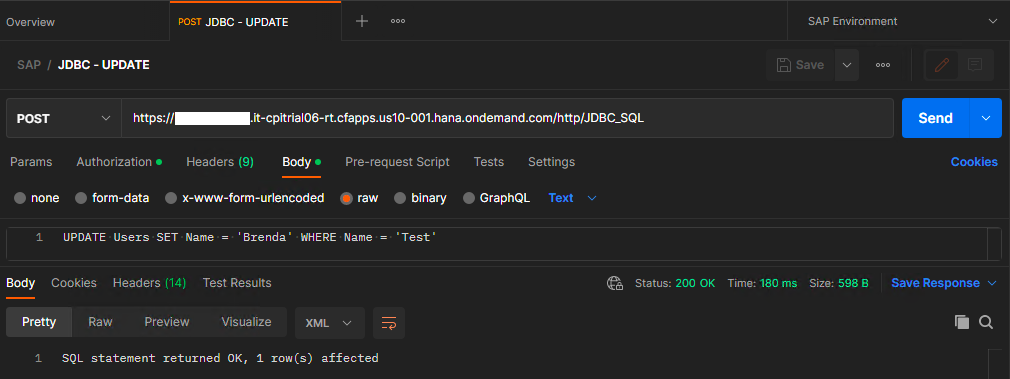 Overview
POST JDBC - UPDATE
SAP Environment
SAP / JDBC - UPDATE
Save
POST
https://.it-cpitrial06-rt.cfapps.us10-001.hana.ondemand.com/http/JDBC_SQL
Send
Params Authorization Headers (9) Body Pre-request Script Tests Settings Cookies
none form-data x-www-form-urlencoded raw binary GraphQL Text
1 UPDATE Users SET Name = 'Brenda' WHERE Name = 'Test'
Body Cookies Headers (14) Test Results Status: 200 OK Time: 180 ms Size: 598 B Save Response
Pretty Raw Preview Visualize XML
1 SQL statement returned OK, 1 row(s) affected